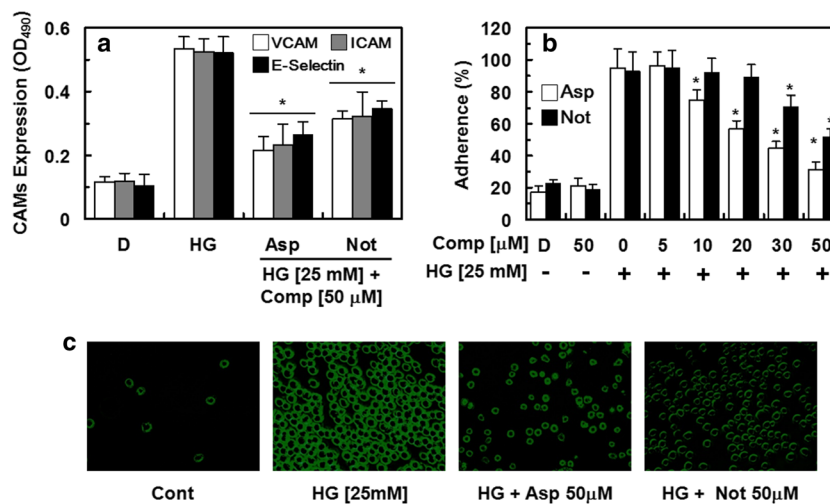 a
VCAM
ICAM
E-Selectin
CAMs Expression (OD490)
0.6
0.4
0.2
0
*
*
D
HG
Asp
Not
HG [25 mM] +
Comp [50 μM]
b
Asp
Not
Adherence (%)
120
100
80
60
40
20
0
*
*
*
*
*
*
Comp [μM] D 50 0 5 10 20 30 50
HG [25 mM] - - + + + + + +
c
Cont
HG [25mM]
HG + Asp 50μM
HG + Not 50μM